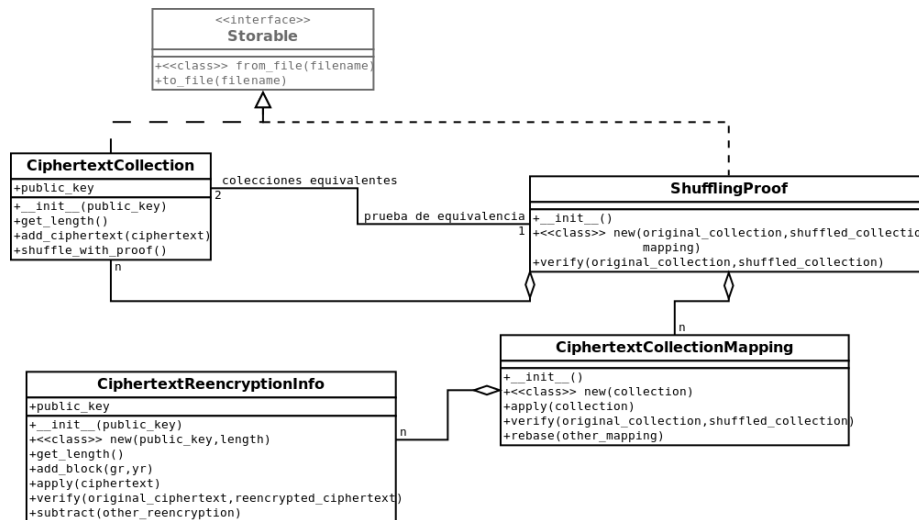 <<interface>>
Storable
+<<class>> from_file(filename)
+to_file(filename)
CiphertextCollection
+public_key
+__init__(public_key)
+get_length()
+add_ciphertext(ciphertext)
+shuffle_with_proof()
colecciones equivalentes
2
prueba de equivalencia
1
n
ShufflingProof
+__init__()
+<<class>> new(original_collection,shuffled_collectio
mapping)
+verify(original_collection,shuffled_collection)
n
CiphertextCollectionMapping
+__init__()
+<<class>> new(collection)
+apply(collection)
+verify(original_collection,shuffled_collection)
+rebase(other_mapping)
n
CiphertextReencryptionInfo
+public_key
+__init__(public_key)
+<<class>> new(public_key,length)
+get_length()
+add_block(gr,yr)
+apply(ciphertext)
+verify(original_ciphertext,reencrypted_ciphertext)
+subtract(other_reencryption)